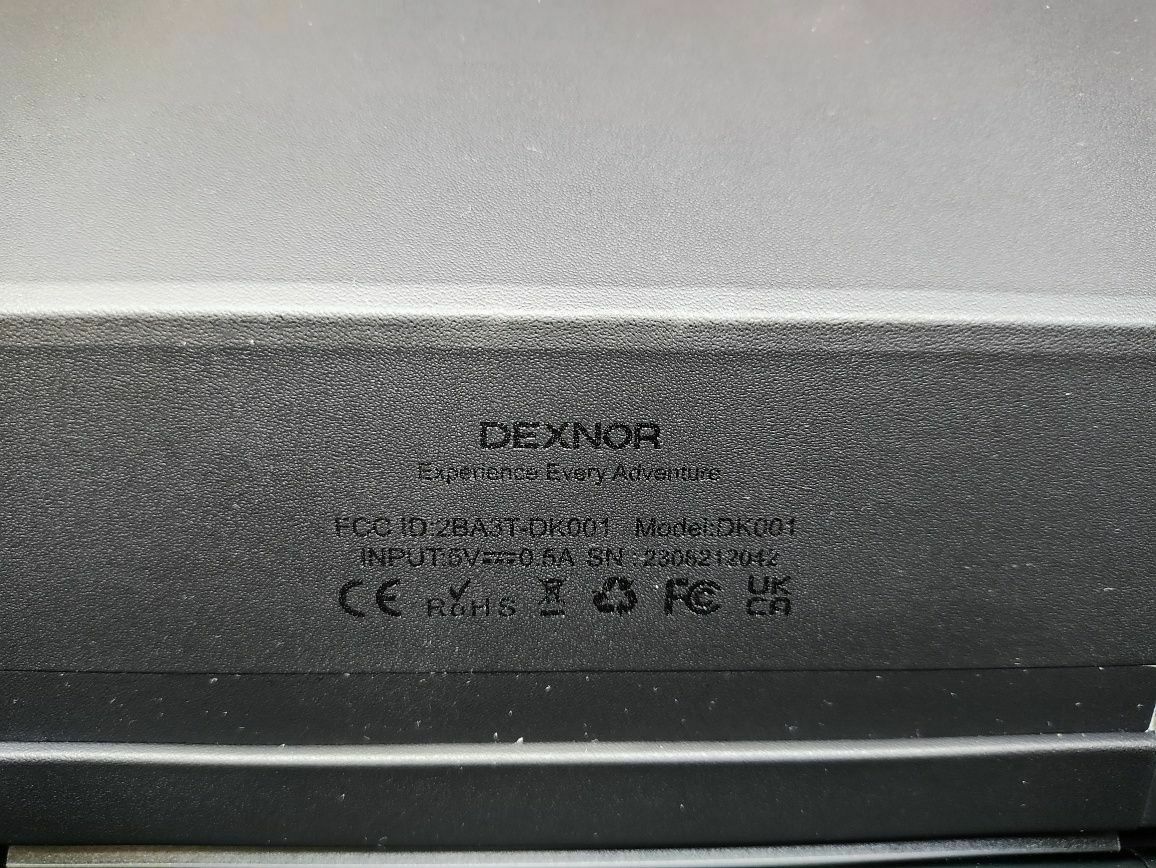 DEXNOR
Experience Every Adventure
FCC ID:2BA3T-DK001 Model:DK001
INPUT:5V⎓0.5A SN : 2306212042
CE RoHS FC UK CA